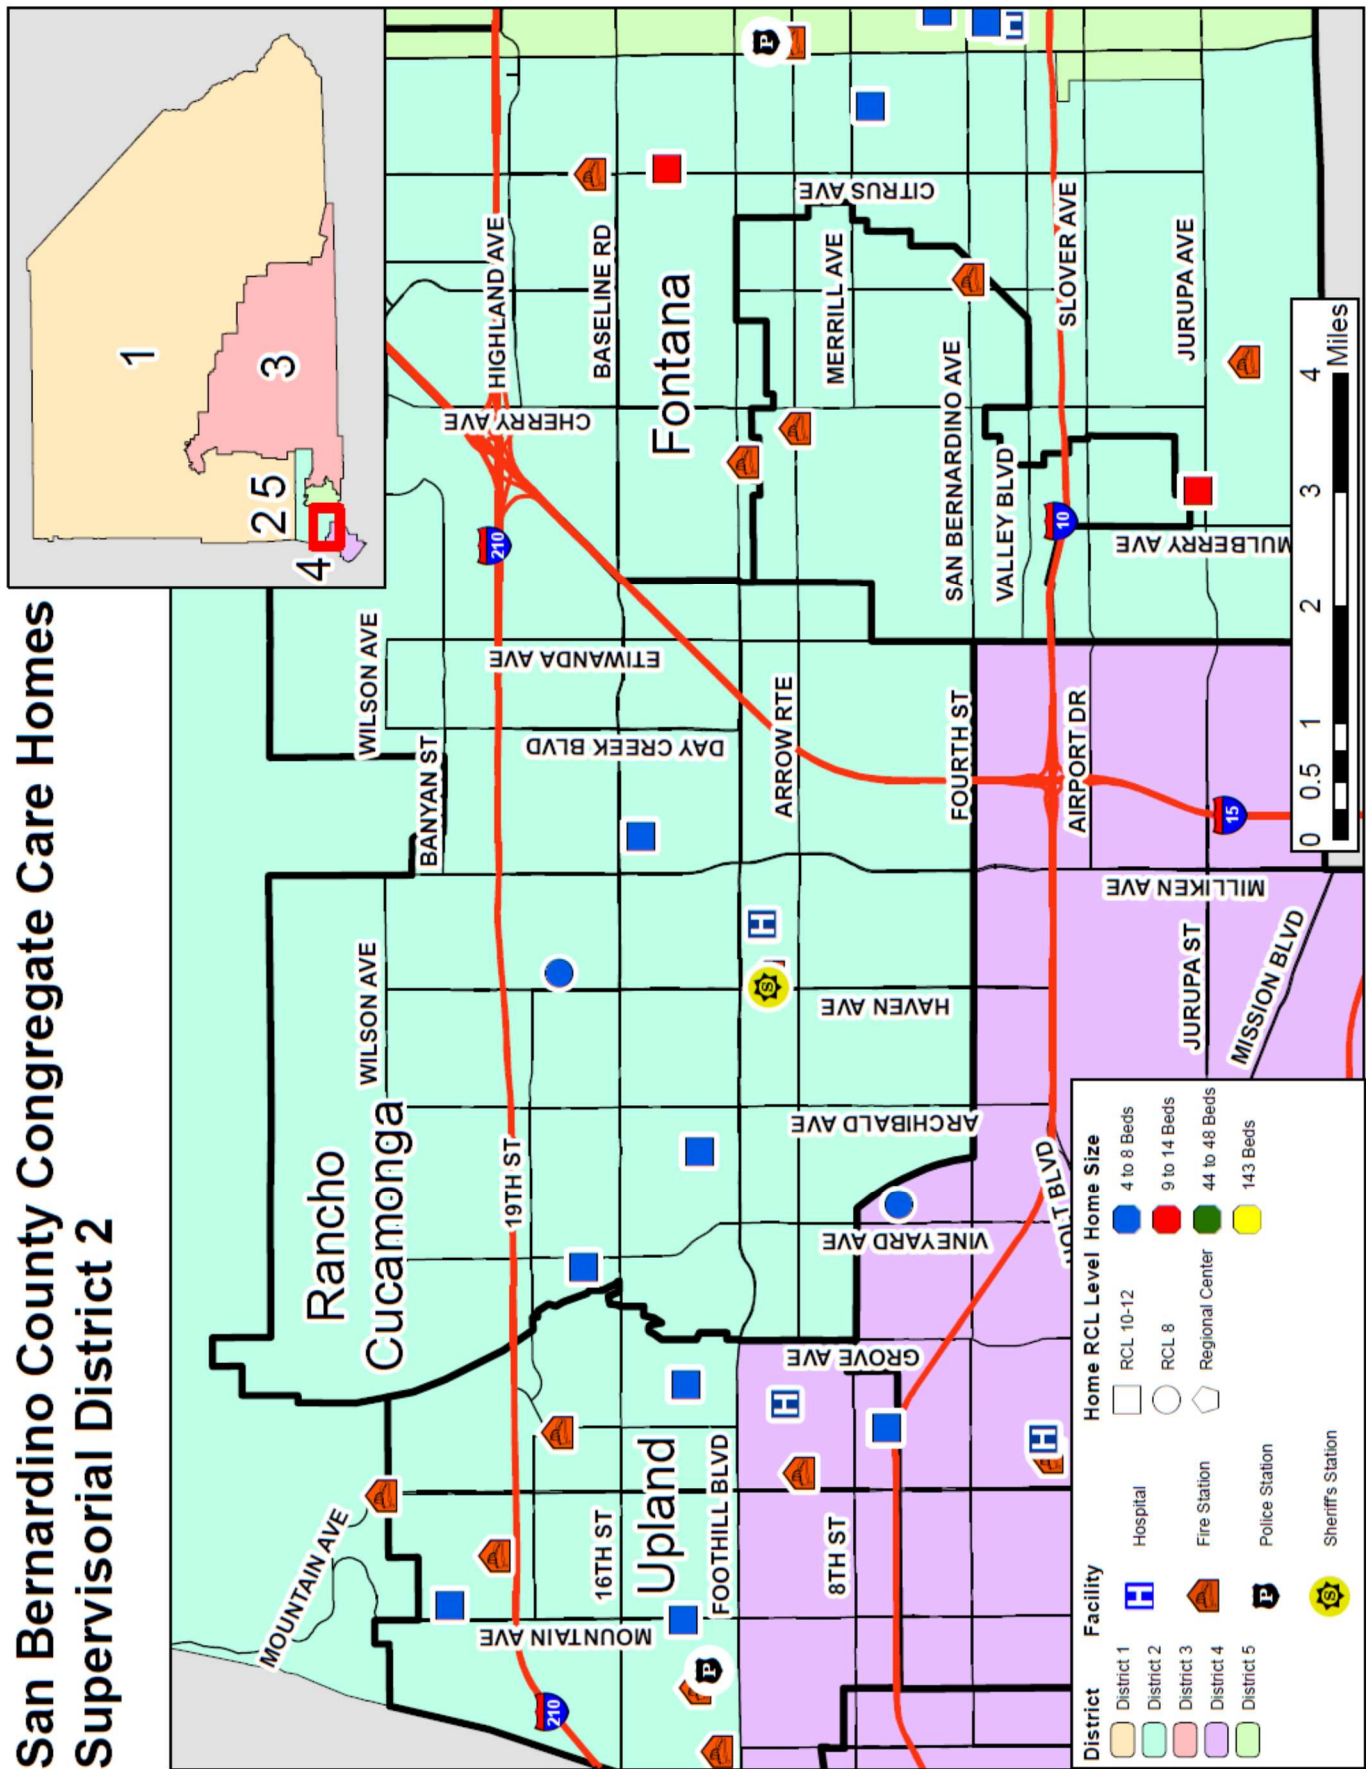 San Bernardino County Congregate Care Homes
Supervisorial District 2
1
3
2
5
4
MOUNTAIN AVE
WILSON AVE
WILSON AVE
BANYAN ST
Rancho
Cucamonga
210
210
19TH ST
HIGHLAND AVE
CHERRY AVE
MOUNTAIN AVE
ETIWANDA AVE
DAY CREEK BLVD
16TH ST
BASELINE RD
Upland
Fontana
FOOTHILL BLVD
P
P
H
H
H
S
ARROW RTE
8TH ST
GROVE AVE
VINEYARD AVE
ARCHIBALD AVE
HAVEN AVE
MERRILL AVE
CITRUS AVE
FOURTH ST
SAN BERNARDINO AVE
VALLEY BLVD
SLOVER AVE
10
AIRPORT DR
MULBERRY AVE
MILLIKEN AVE
JURUPA ST
JURUPA AVE
15
MISSION BLVD
HOLT BLVD
0 0.5 1 2 3 4
Miles
District
District 1
District 2
District 3
District 4
District 5
Facility
H Hospital
Fire Station
P Police Station
S Sheriff's Station
Home RCL Level
RCL 10-12
RCL 8
Regional Center
Home Size
4 to 8 Beds
9 to 14 Beds
44 to 48 Beds
143 Beds